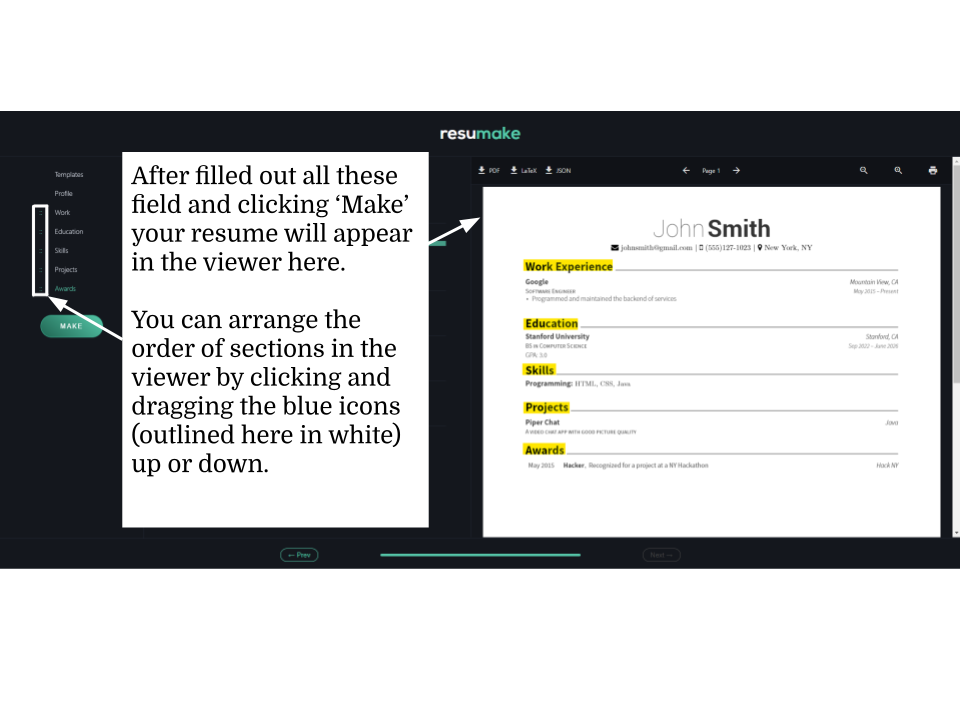 resumake
Templates
Profile
Work
Education
Skills
Projects
Awards
MAKE
After filled out all these
field and clicking ‘Make’
your resume will appear
in the viewer here.
You can arrange the
order of sections in the
viewer by clicking and
dragging the blue icons
(outlined here in white)
up or down.
PDF LaTeX JSON Page 1
John Smith
johnsmith@gmail.com | (555)127-1023 | New York, NY
Work Experience
Google Mountain View, CA
Software Engineer May 2015 – Present
• Programmed and maintained the backend of services
Education
Stanford University Stanford, CA
BS in Computer Science Sep 2022 – June 2026
GPA: 5.0
Skills
Programming: HTML, CSS, Java
Projects
Piper Chat Java
A video chat app with good picture quality
Awards
May 2015 Hacker, Recognized for a project at a NY Hackathon Hack NY
← Prev Next →